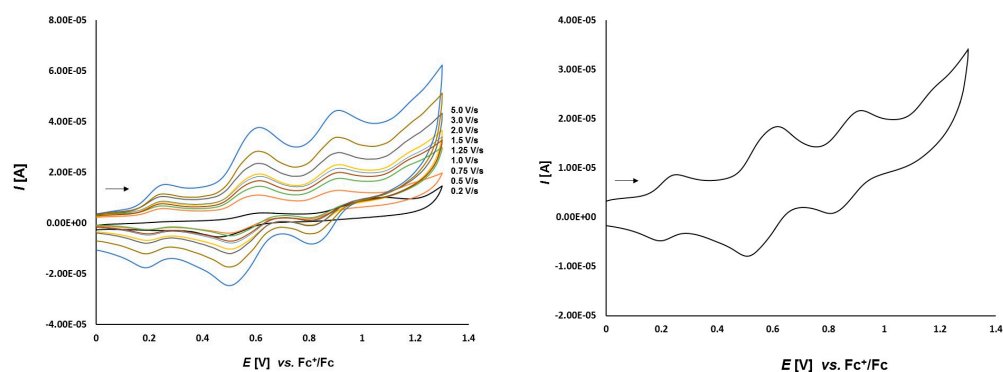 8.00E-05
6.00E-05
4.00E-05
2.00E-05
0.00E+00
-2.00E-05
-4.00E-05
I [A]
0 0.2 0.4 0.6 0.8 1 1.2 1.4
E [V] vs. Fc⁺/Fc
5.0 V/s
3.0 V/s
2.0 V/s
1.5 V/s
1.25 V/s
1.0 V/s
0.75 V/s
0.5 V/s
0.2 V/s
4.00E-05
3.00E-05
2.00E-05
1.00E-05
0.00E+00
-1.00E-05
-2.00E-05
I [A]
0 0.2 0.4 0.6 0.8 1 1.2 1.4
E [V] vs. Fc⁺/Fc